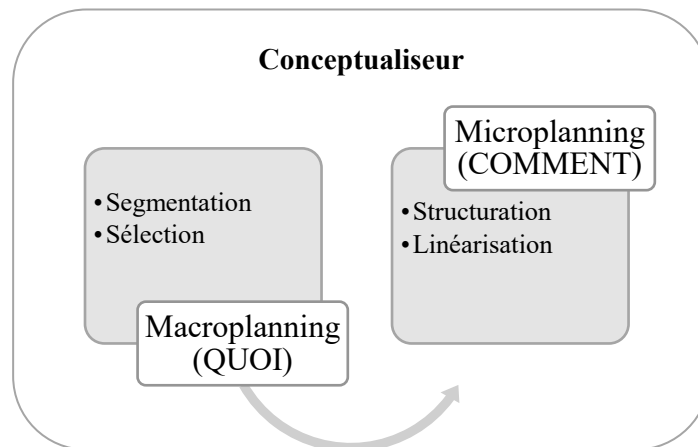 Conceptualiseur
• Segmentation
• Sélection
Macroplanning
(QUOI)
Microplanning
(COMMENT)
• Structuration
• Linéarisation